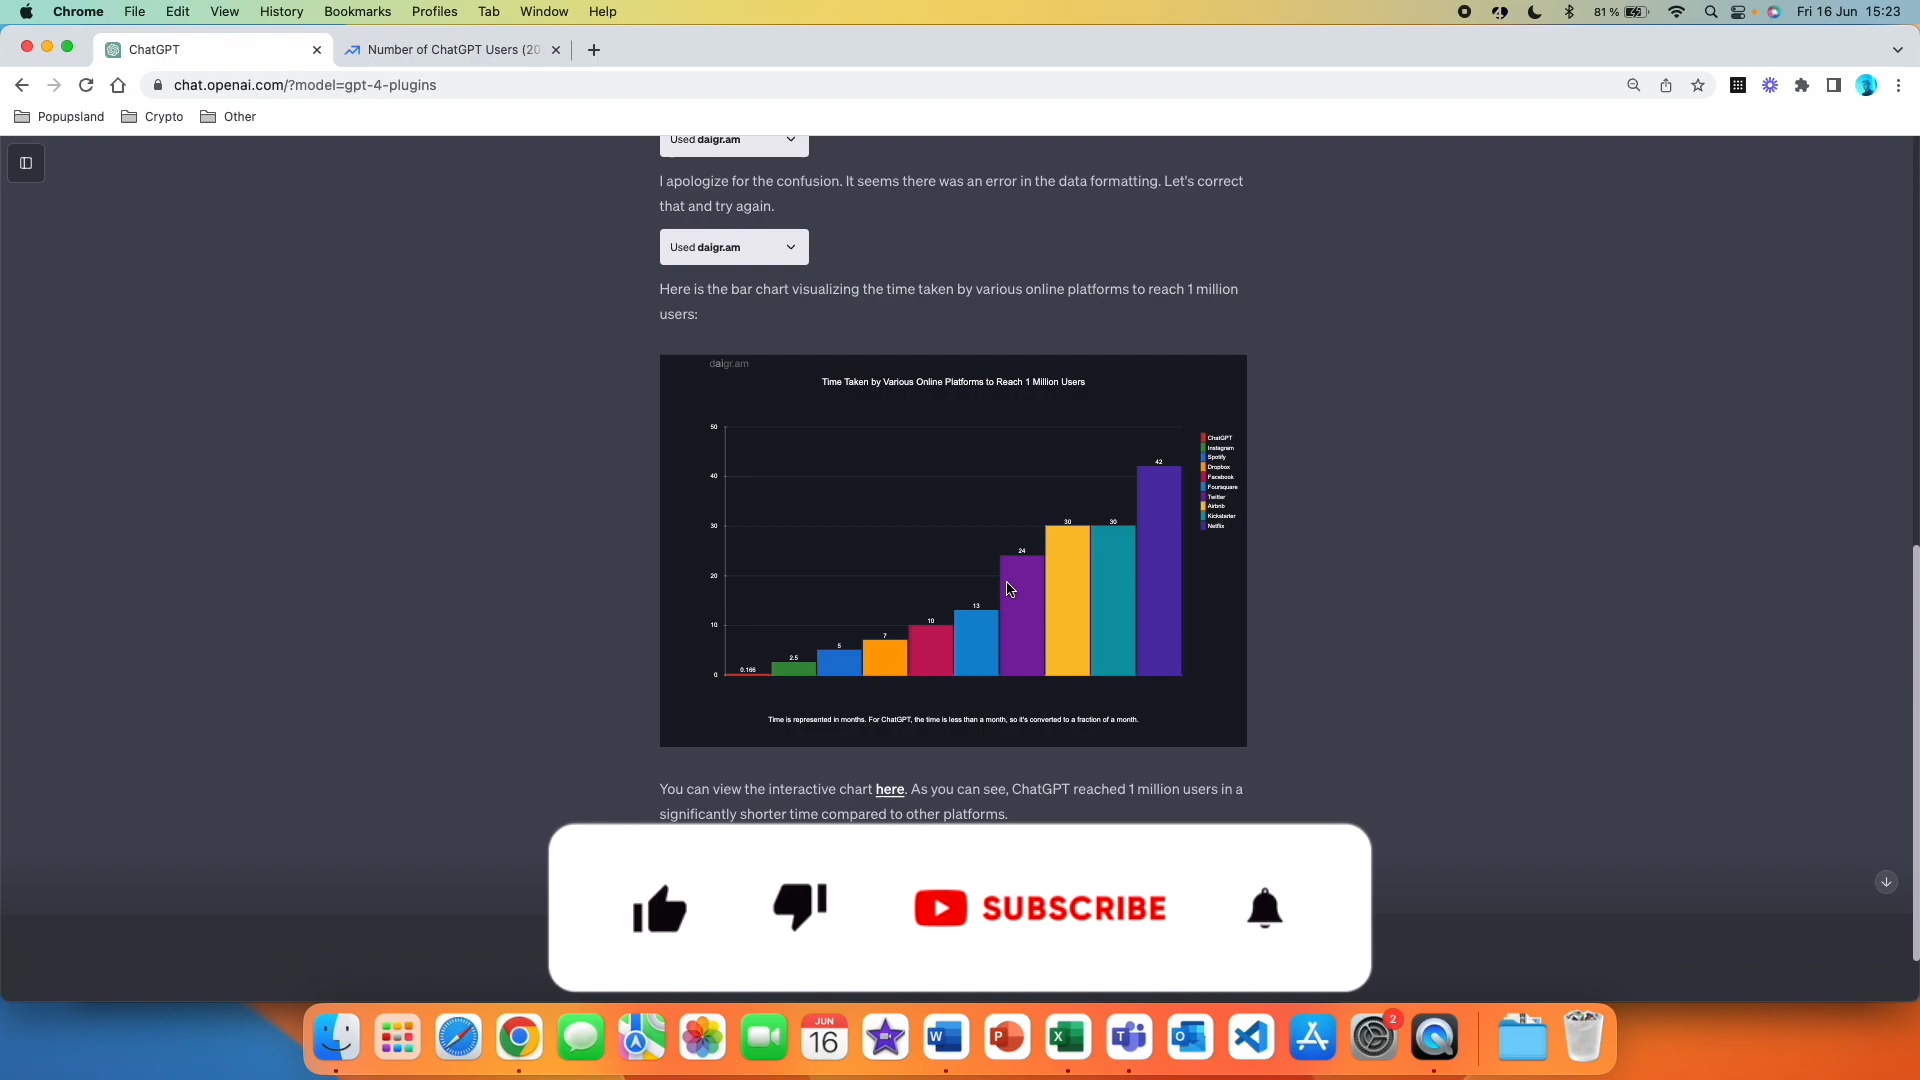 Chrome File Edit View History Bookmarks Profiles Tab Window Help
81 % Fri 16 Jun 15:23
ChatGPT
Number of ChatGPT Users (20
chat.openai.com/?model=gpt-4-plugins
Popupsland Crypto Other
Used daigr.am
I apologize for the confusion. It seems there was an error in the data formatting. Let's correct
that and try again.
Used daigr.am
Here is the bar chart visualizing the time taken by various online platforms to reach 1 million
users:
daigr.am
Time Taken by Various Online Platforms to Reach 1 Million Users
50
40
30
20
10
0
0.166
2.5
5
7
10
13
24
30
30
42
ChatGPT
Instagram
Spotify
Dropbox
Facebook
Foursquare
Twitter
Airbnb
Kickstarter
Netflix
Time is represented in months. For ChatGPT, the time is less than a month, so it's converted to a fraction of a month.
You can view the interactive chart here. As you can see, ChatGPT reached 1 million users in a
significantly shorter time compared to other platforms.
SUBSCRIBE
JUN
16
W
P
X
T
O
2